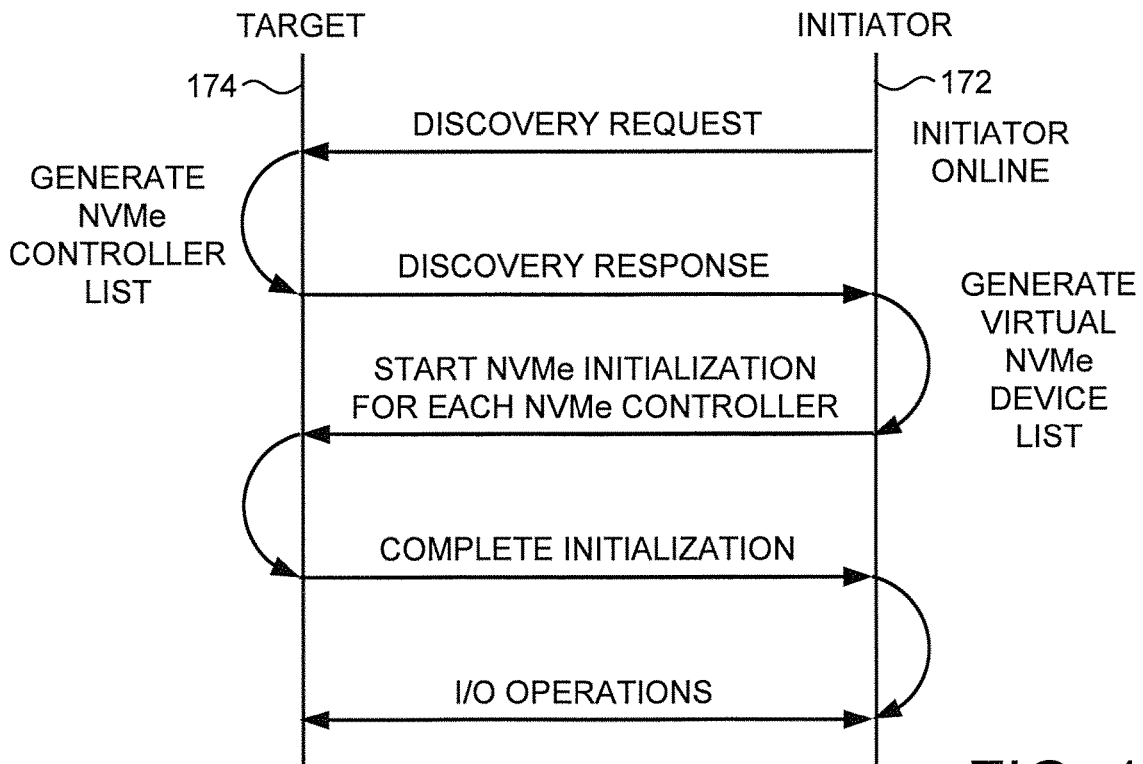 TARGET
INITIATOR
174
172
DISCOVERY REQUEST
INITIATOR
ONLINE
GENERATE
NVMe
CONTROLLER
LIST
DISCOVERY RESPONSE
GENERATE
VIRTUAL
NVMe
DEVICE
LIST
START NVMe INITIALIZATION
FOR EACH NVMe CONTROLLER
COMPLETE INITIALIZATION
I/O OPERATIONS